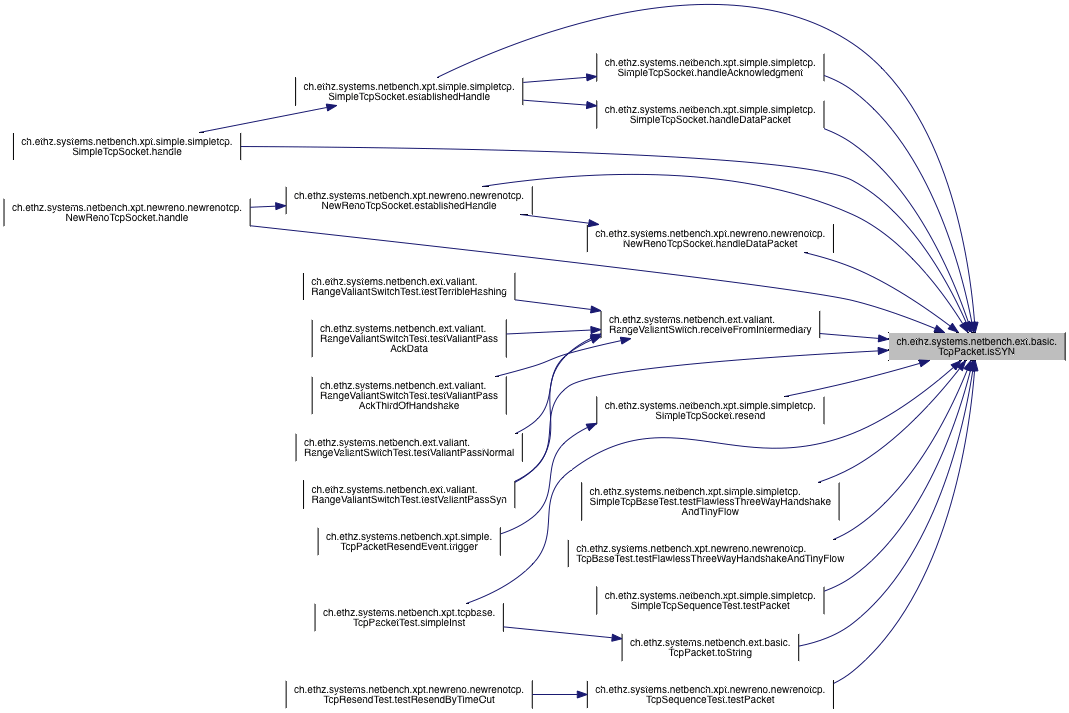 ch.ethz.systems.netbench.xpt.simple.simpletcp.
SimpleTcpSocket.handleAcknowledgment
ch.ethz.systems.netbench.xpt.simple.simpletcp.
SimpleTcpSocket.establishedHandle
ch.ethz.systems.netbench.xpt.simple.simpletcp.
SimpleTcpSocket.handleDataPacket
ch.ethz.systems.netbench.xpt.simple.simpletcp.
SimpleTcpSocket.handle
ch.ethz.systems.netbench.xpt.newreno.newrenotcp.
NewRenoTcpSocket.establishedHandle
ch.ethz.systems.netbench.xpt.newreno.newrenotcp.
NewRenoTcpSocket.handle
ch.ethz.systems.netbench.xpt.newreno.newrenotcp.
NewRenoTcpSocket.handleDataPacket
ch.ethz.systems.netbench.ext.valiant.
RangeValiantSwitchTest.testTerribleHashing
ch.ethz.systems.netbench.ext.valiant.
RangeValiantSwitch.receiveFromIntermediary
ch.ethz.systems.netbench.ext.valiant.
RangeValiantSwitchTest.testValiantPass
AckData
ch.ethz.systems.netbench.ext.basic.
TcpPacket.isSYN
ch.ethz.systems.netbench.ext.valiant.
RangeValiantSwitchTest.testValiantPass
AckThirdOfHandshake
ch.ethz.systems.netbench.xpt.simple.simpletcp.
SimpleTcpSocket.resend
ch.ethz.systems.netbench.ext.valiant.
RangeValiantSwitchTest.testValiantPassNormal
ch.ethz.systems.netbench.ext.valiant.
RangeValiantSwitchTest.testValiantPassSyn
ch.ethz.systems.netbench.xpt.simple.simpletcp.
SimpleTcpBaseTest.testFlawlessThreeWayHandshake
AndTinyFlow
ch.ethz.systems.netbench.xpt.simple.
TcpPacketResendEvent.trigger
ch.ethz.systems.netbench.xpt.newreno.newrenotcp.
TcpBaseTest.testFlawlessThreeWayHandshakeAndTinyFlow
ch.ethz.systems.netbench.xpt.simple.simpletcp.
SimpleTcpSequenceTest.testPacket
ch.ethz.systems.netbench.xpt.tcpbase.
TcpPacketTest.simpleInst
ch.ethz.systems.netbench.ext.basic.
TcpPacket.toString
ch.ethz.systems.netbench.xpt.newreno.newrenotcp.
TcpResendTest.testResendByTimeOut
ch.ethz.systems.netbench.xpt.newreno.newrenotcp.
TcpSequenceTest.testPacket